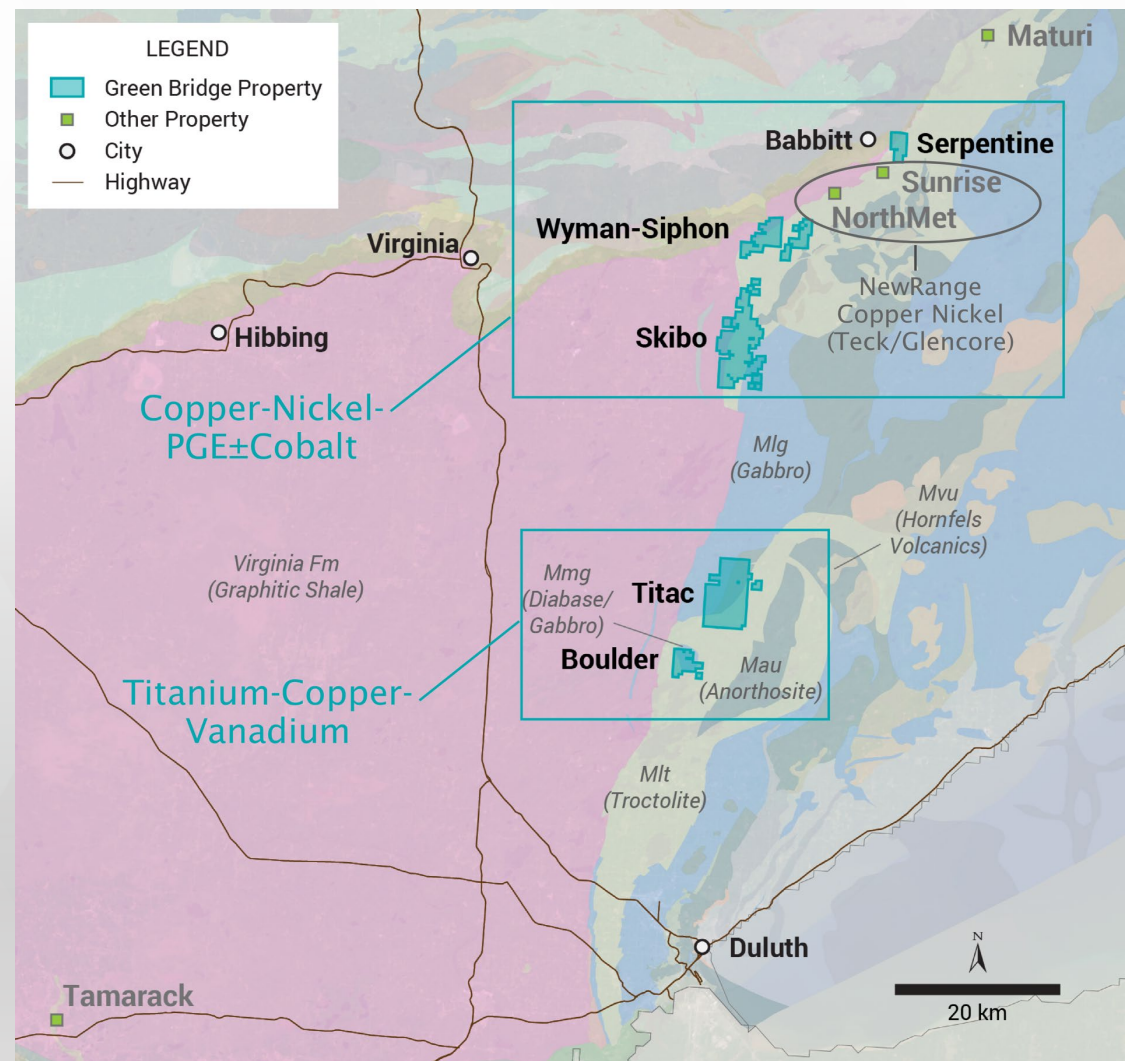 LEGEND
Green Bridge Property
Other Property
City
Highway
Maturi
Babbitt
Serpentine
Sunrise
NorthMet
Wyman-Siphon
Virginia
NewRange
Copper Nickel
(Teck/Glencore)
Hibbing
Skibo
Copper-Nickel-
PGE±Cobalt
Mlg
(Gabbro)
Mvu
(Hornfels
Volcanics)
Virginia Fm
(Graphitic Shale)
Mmg
(Diabase/
Gabbro)
Titac
Boulder
Mau
(Anorthosite)
Titanium-Copper-
Vanadium
Mlt
(Troctolite)
Duluth
N
20 km
Tamarack